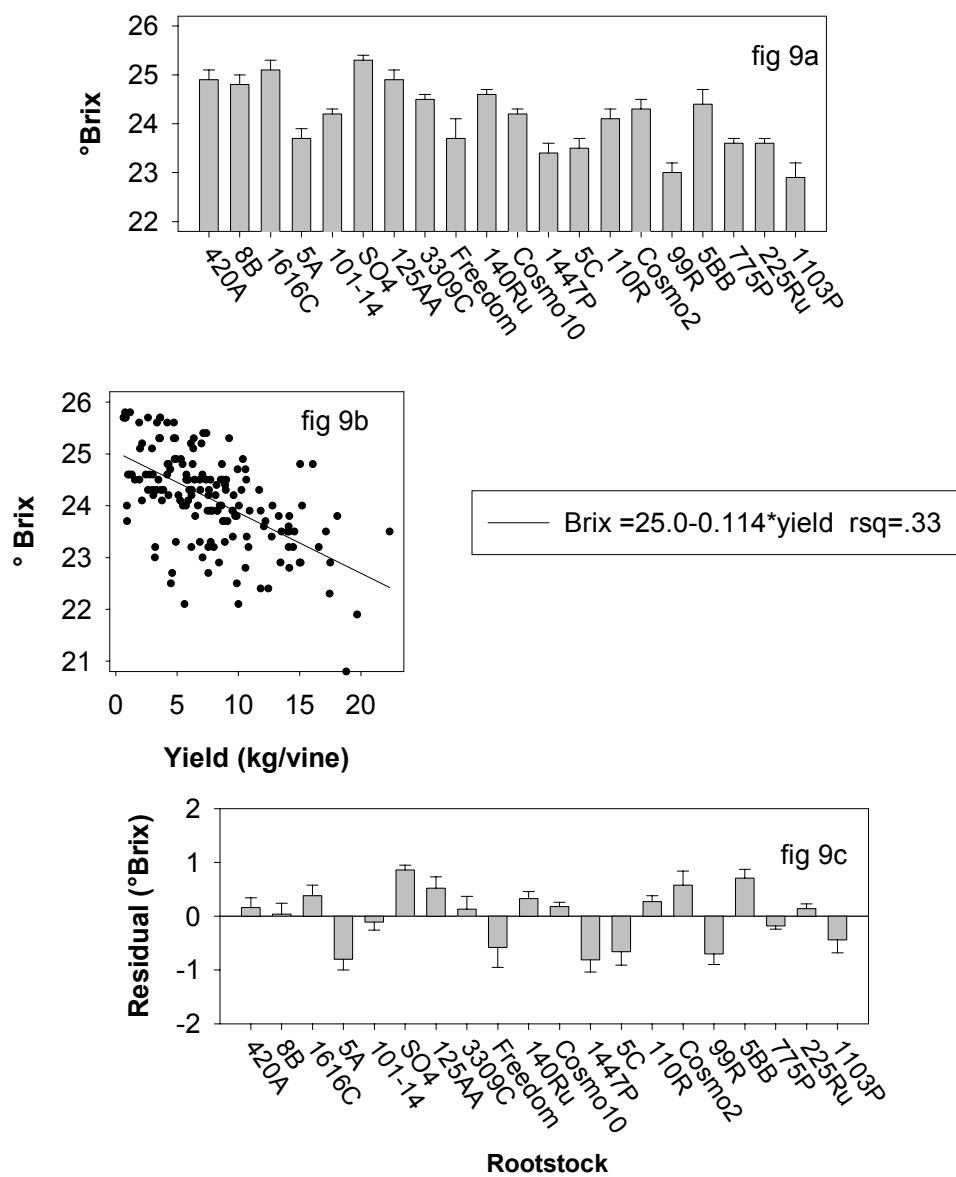 fig 9a
°Brix
26
25
24
23
22
420A
8B
1616C
5A
101-14
SO4
125AA
3309C
Freedom
140Ru
Cosmo10
1447P
5C
110R
Cosmo2
99R
5BB
775P
225Ru
1103P
fig 9b
° Brix
26
25
24
23
22
21
0 5 10 15 20
Yield (kg/vine)
Brix =25.0-0.114*yield rsq=.33
fig 9c
Residual (°Brix)
2
1
0
-1
-2
420A
8B
1616C
5A
101-14
SO4
125AA
3309C
Freedom
140Ru
Cosmo10
1447P
5C
110R
Cosmo2
99R
5BB
775P
225Ru
1103P
Rootstock